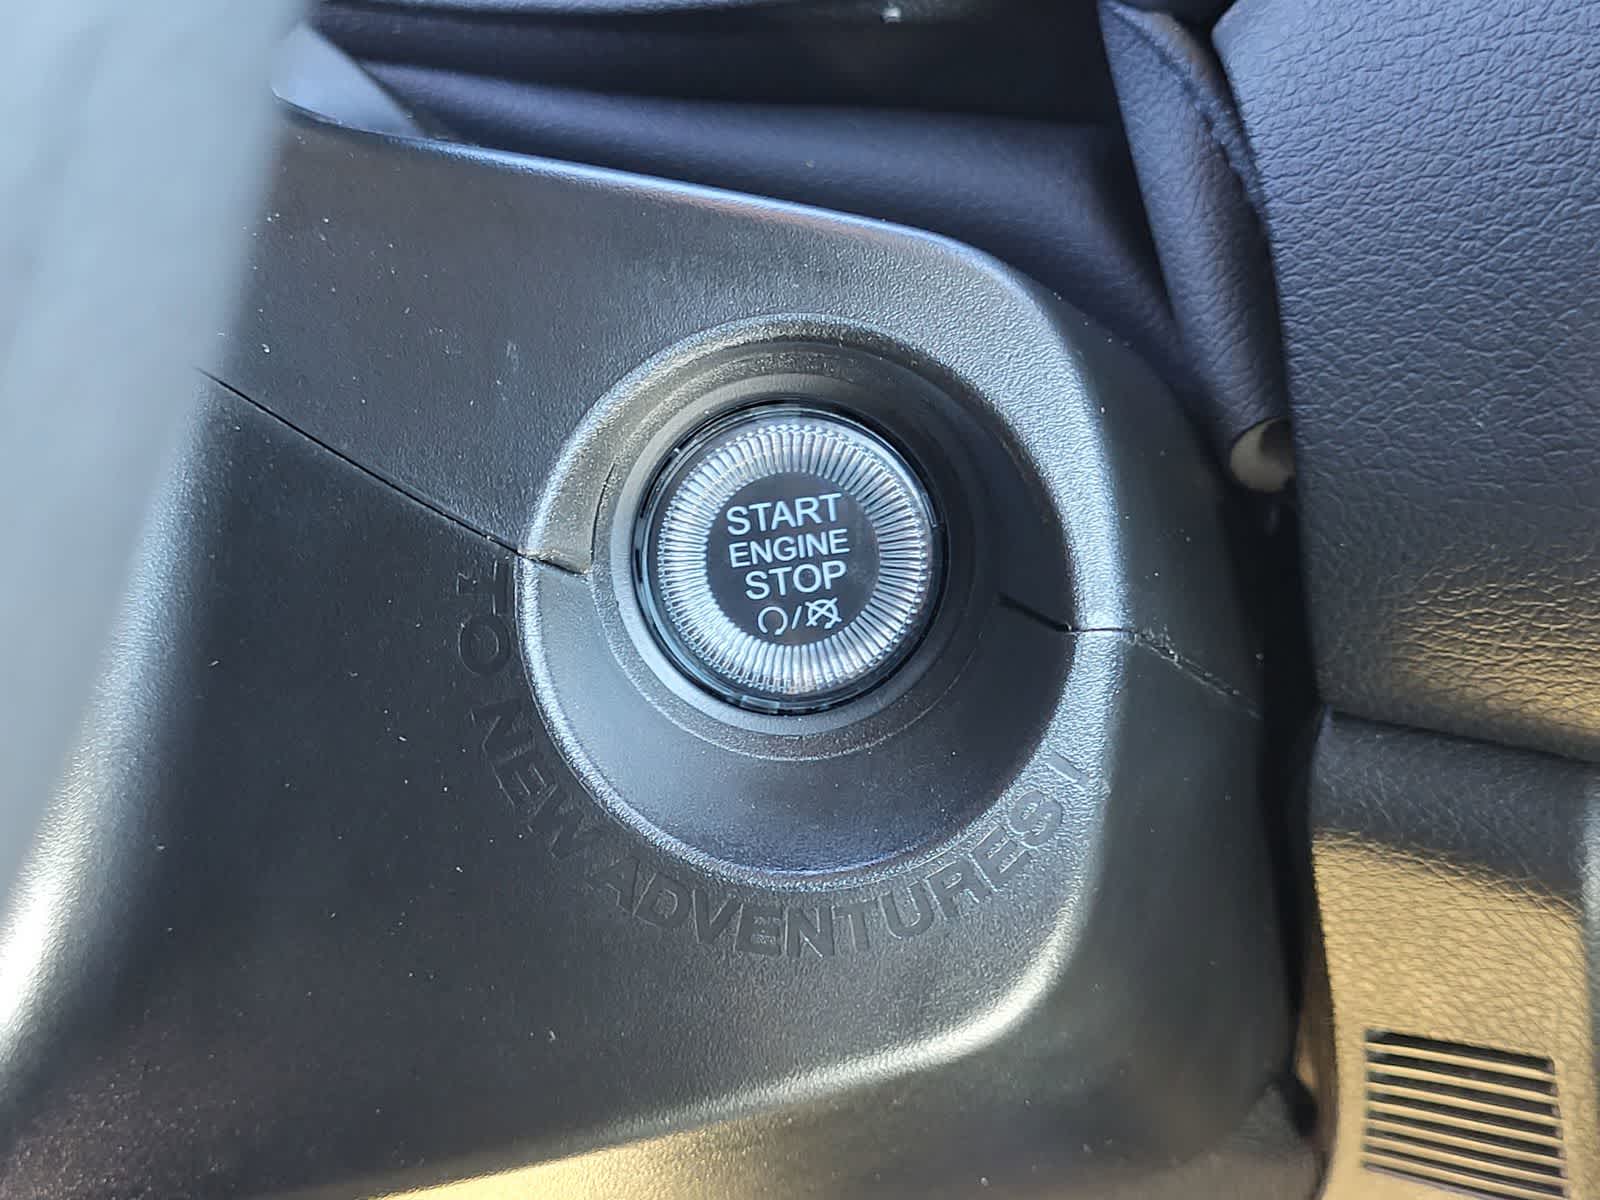 START
ENGINE
STOP
TO NEW ADVENTURES !